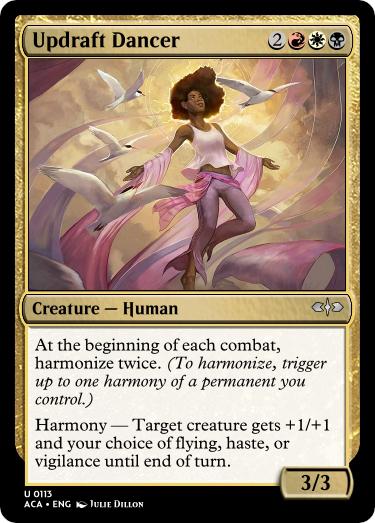 Updraft Dancer 2
Creature — Human
At the beginning of each combat,
harmonize twice. (To harmonize, trigger
up to one harmony of a permanent you
control.)
Harmony — Target creature gets +1/+1
and your choice of flying, haste, or
vigilance until end of turn.
3/3
U 0113
ACA • ENG Julie Dillon